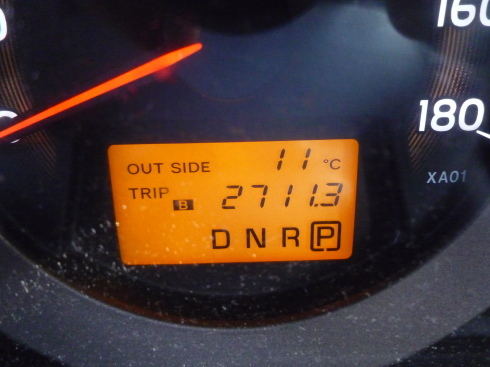 160
180
XA01
OUT SIDE 11 °C
TRIP B 2711.3
D N R P